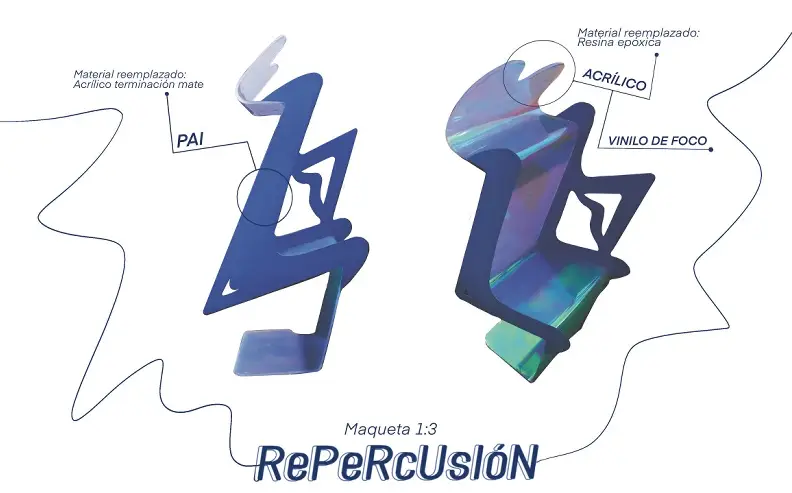 Material reemplazado:
Acrílico terminación mate
PAI
Material reemplazado:
Resina epóxica
ACRÍLICO
VINILO DE FOCO
Maqueta 1:3
RePeRcUsIóN